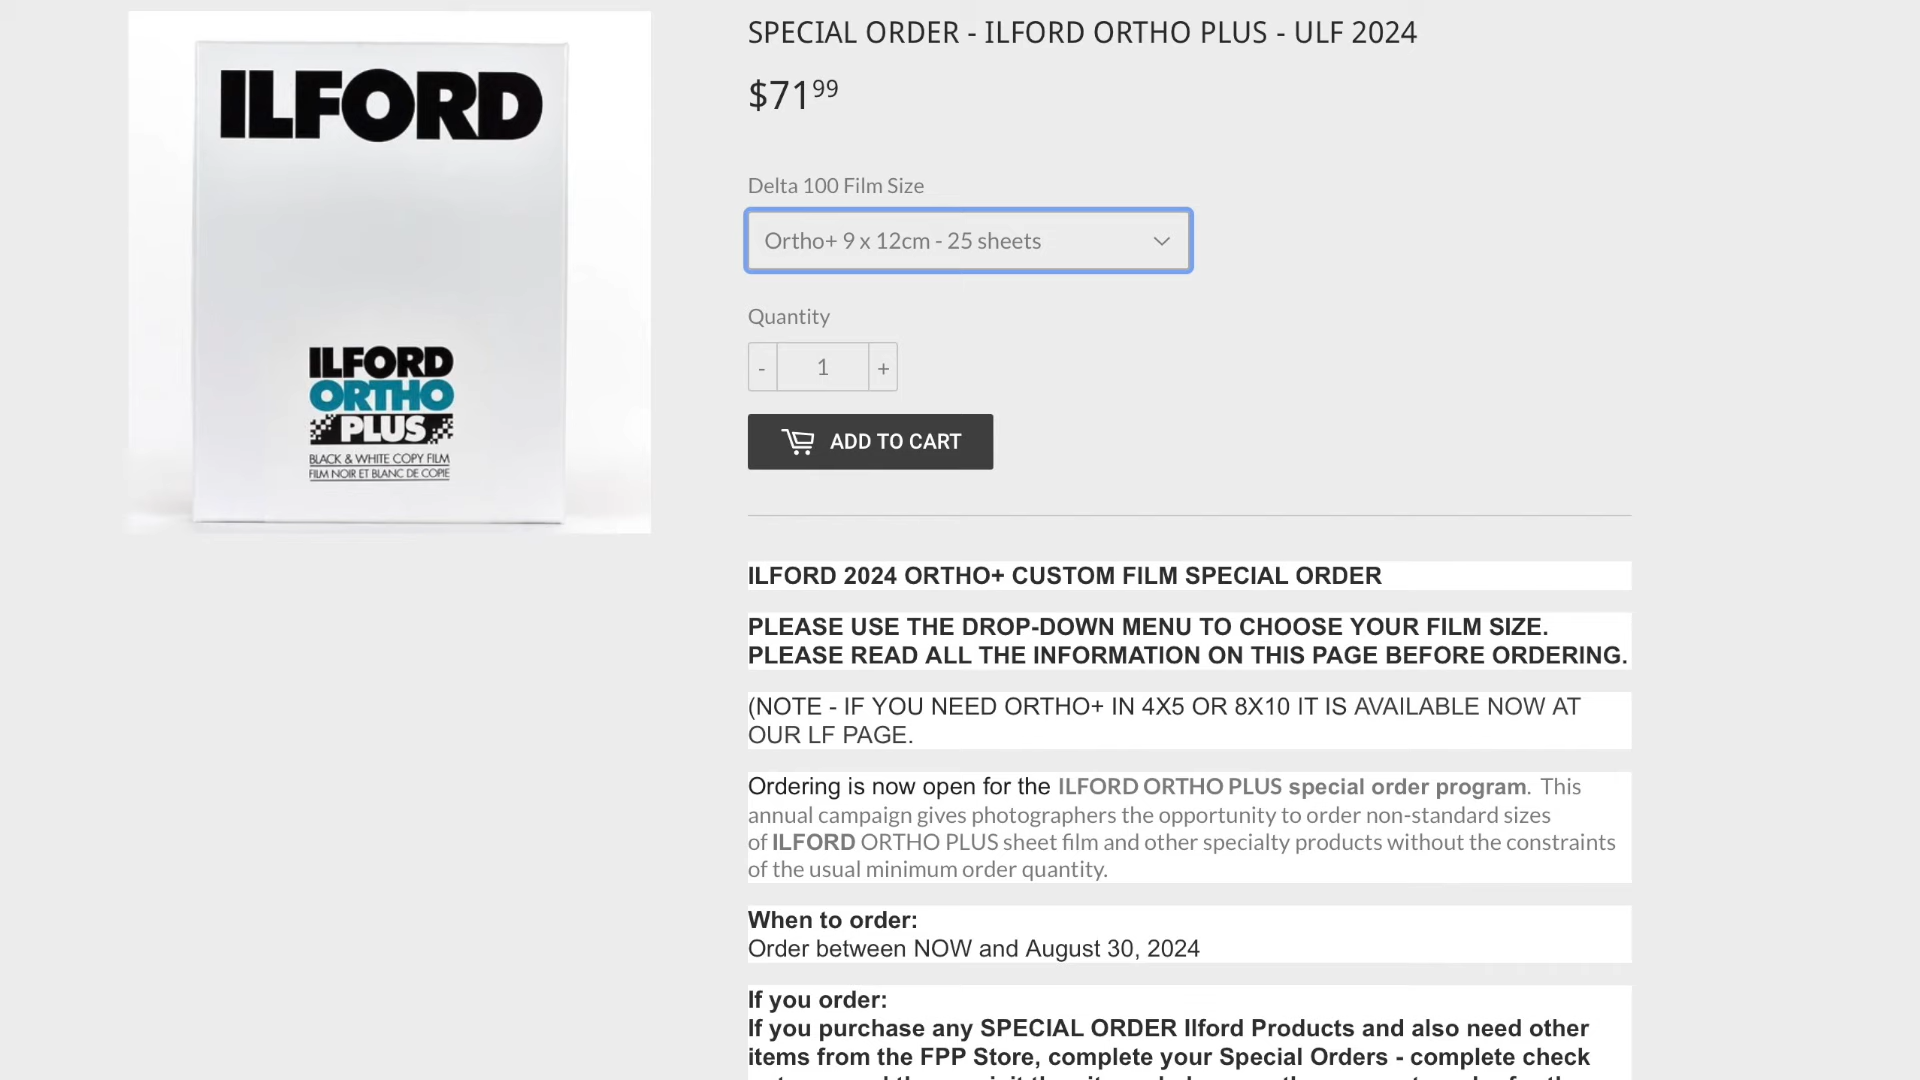 ILFORD
ILFORD
ORTHO
PLUS
BLACK & WHITE COPY FILM
FILM NOIR ET BLANC DE COPIE
SPECIAL ORDER - ILFORD ORTHO PLUS - ULF 2024
$71 99
Delta 100 Film Size
Ortho+ 9 x 12cm - 25 sheets
Quantity
- 1 +
ADD TO CART
ILFORD 2024 ORTHO+ CUSTOM FILM SPECIAL ORDER
PLEASE USE THE DROP-DOWN MENU TO CHOOSE YOUR FILM SIZE.
PLEASE READ ALL THE INFORMATION ON THIS PAGE BEFORE ORDERING.
(NOTE - IF YOU NEED ORTHO+ IN 4X5 OR 8X10 IT IS AVAILABLE NOW AT
OUR LF PAGE.
Ordering is now open for the ILFORD ORTHO PLUS special order program. This
annual campaign gives photographers the opportunity to order non-standard sizes
of ILFORD ORTHO PLUS sheet film and other specialty products without the constraints
of the usual minimum order quantity.
When to order:
Order between NOW and August 30, 2024
If you order:
If you purchase any SPECIAL ORDER Ilford Products and also need other
items from the FPP Store, complete your Special Orders - complete check